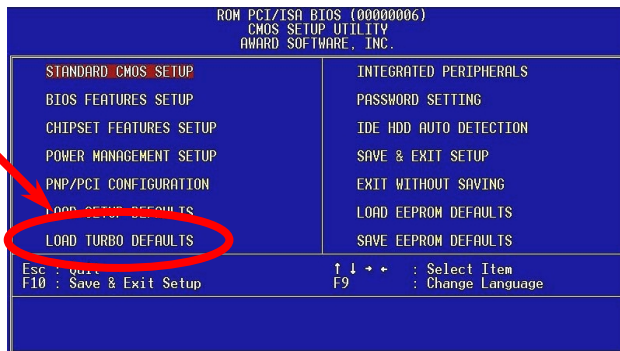 ROM PCI/ISA BIOS (00000006)
CMOS SETUP UTILITY
AWARD SOFTWARE, INC.
STANDARD CMOS SETUP
BIOS FEATURES SETUP
CHIPSET FEATURES SETUP
POWER MANAGEMENT SETUP
PNP/PCI CONFIGURATION
LOAD SETUP DEFAULTS
LOAD TURBO DEFAULTS
INTEGRATED PERIPHERALS
PASSWORD SETTING
IDE HDD AUTO DETECTION
SAVE & EXIT SETUP
EXIT WITHOUT SAVING
LOAD EEPROM DEFAULTS
SAVE EEPROM DEFAULTS
Esc : Quit
F10 : Save & Exit Setup
↑ ↓ → ← : Select Item
F9 : Change Language